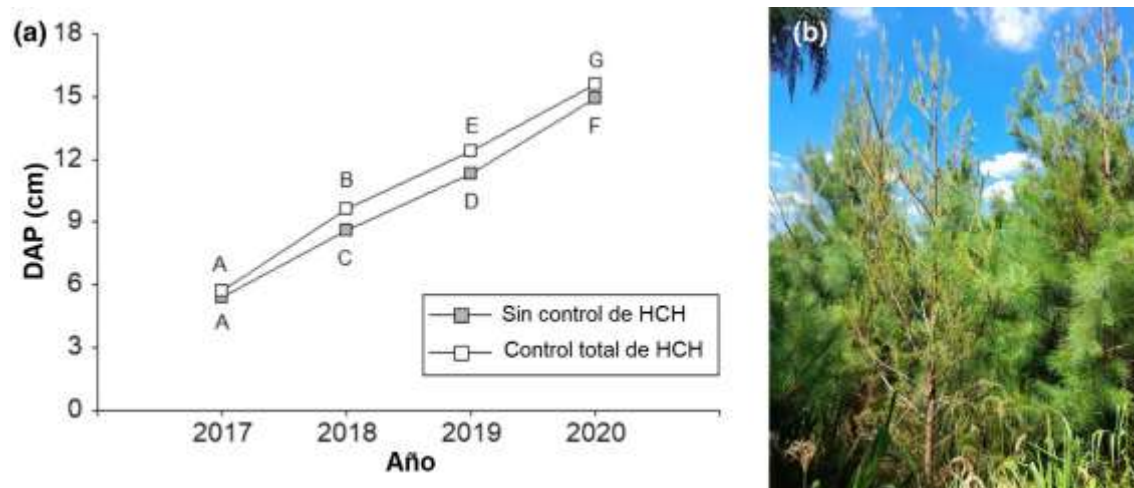 (a)
18
15
12
9
6
3
0
DAP (cm)
A
A
B
C
E
D
G
F
Sin control de HCH
Control total de HCH
2017 2018 2019 2020
Año
(b)